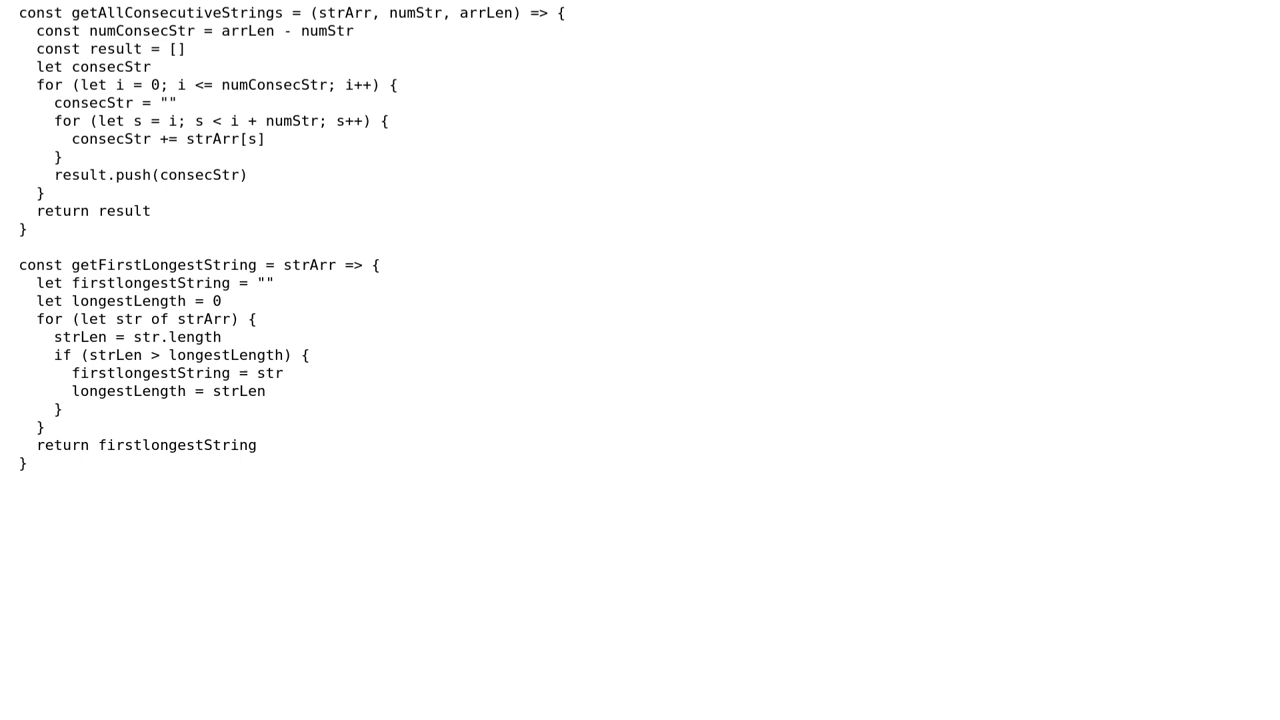 const getAllConsecutiveStrings = (strArr, numStr, arrLen) => {
  const numConsecStr = arrLen - numStr
  const result = []
  let consecStr
  for (let i = 0; i <= numConsecStr; i++) {
    consecStr = ""
    for (let s = i; s < i + numStr; s++) {
      consecStr += strArr[s]
    }
    result.push(consecStr)
  }
  return result
}

const getFirstLongestString = strArr => {
  let firstlongestString = ""
  let longestLength = 0
  for (let str of strArr) {
    strLen = str.length
    if (strLen > longestLength) {
      firstlongestString = str
      longestLength = strLen
    }
  }
  return firstlongestString
}